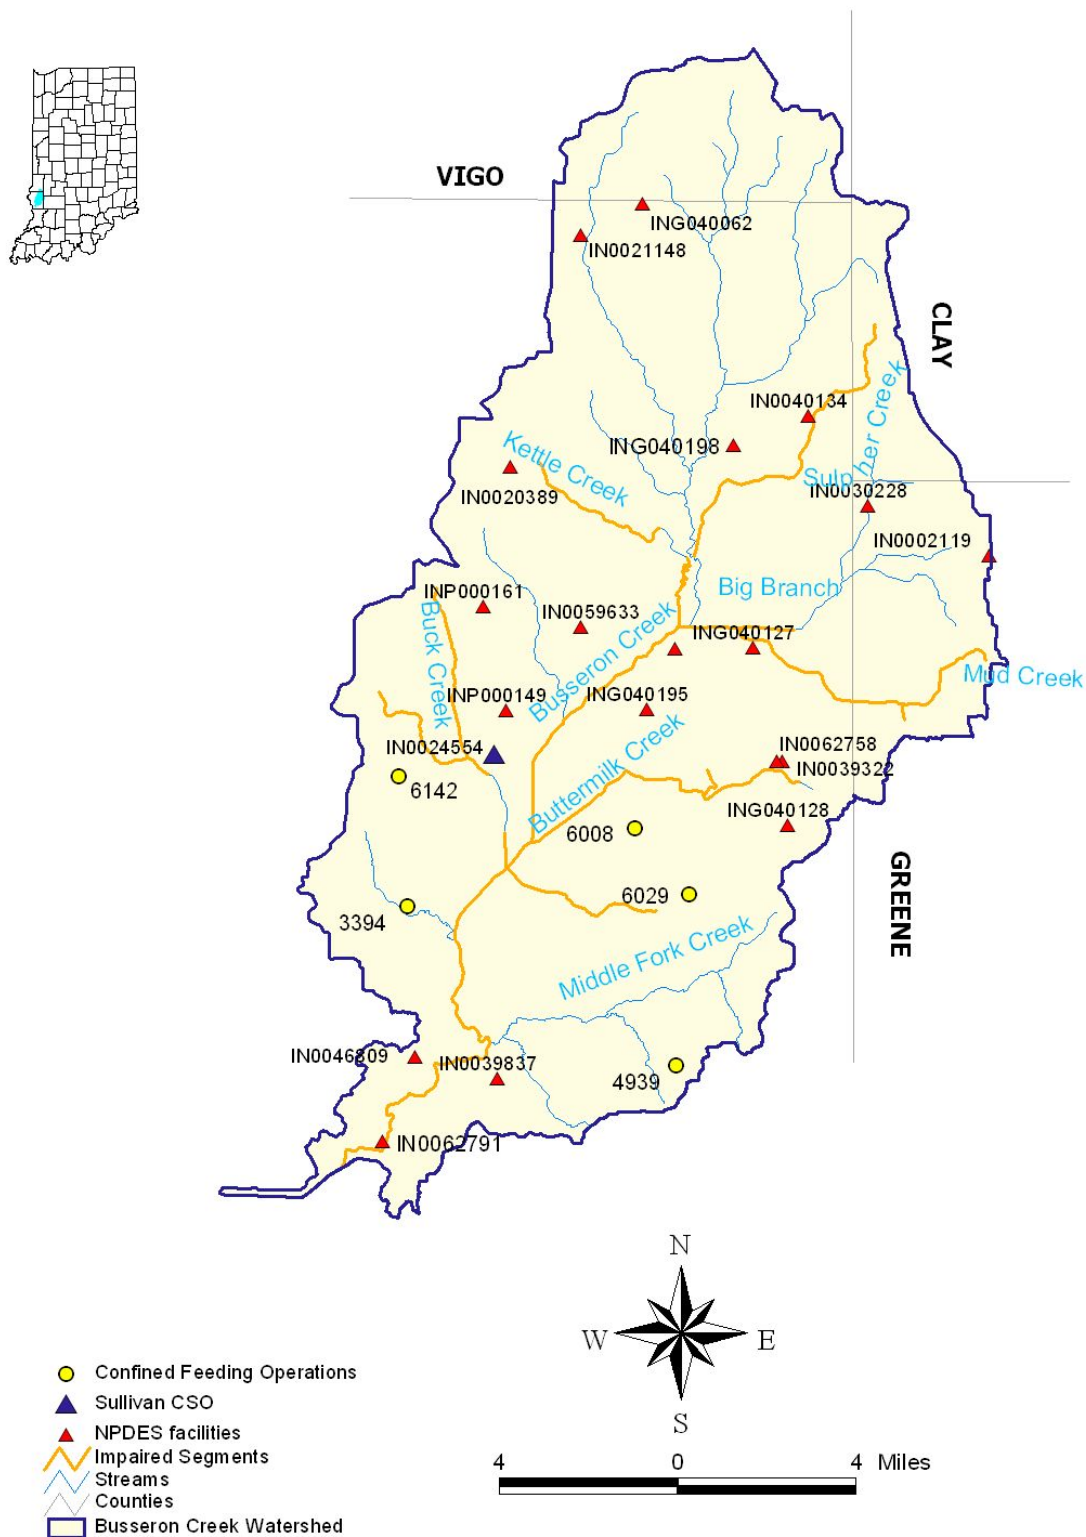 VIGO
ING040062
IN0021148
CLAY
IN0040134
ING040198
Kettle Creek
Sulpher Creek
IN0020389
IN0030228
IN0002119
Big Branch
INP000161
IN0059633
Buck Creek
Busseron Creek
ING040127
Mud Creek
INP000149
ING040195
IN0024554
Buttermilk Creek
IN0062758
IN0039322
6142
ING040128
6008
GREENE
6029
3394
Middle Fork Creek
IN0046809
IN0039837
4939
IN0062791
N
W
E
S
Confined Feeding Operations
Sullivan CSO
NPDES facilities
Impaired Segments
Streams
Counties
Busseron Creek Watershed
4 0 4 Miles